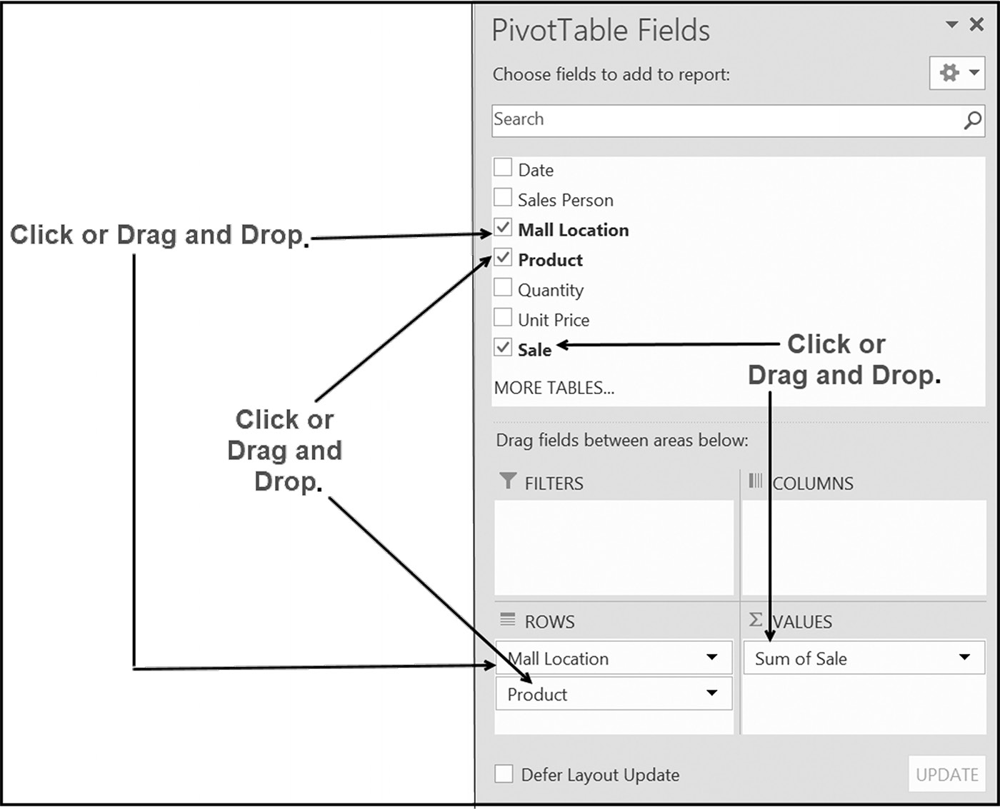 PivotTable Fields
Choose fields to add to report:
Search
Date
Sales Person
Click or Drag and Drop.
Mall Location
Product
Quantity
Unit Price
Sale
Click or
Drag and Drop.
MORE TABLES...
Click or
Drag and
Drop.
Drag fields between areas below:
FILTERS
COLUMNS
ROWS
Σ VALUES
Mall Location
Sum of Sale
Product
Defer Layout Update
UPDATE